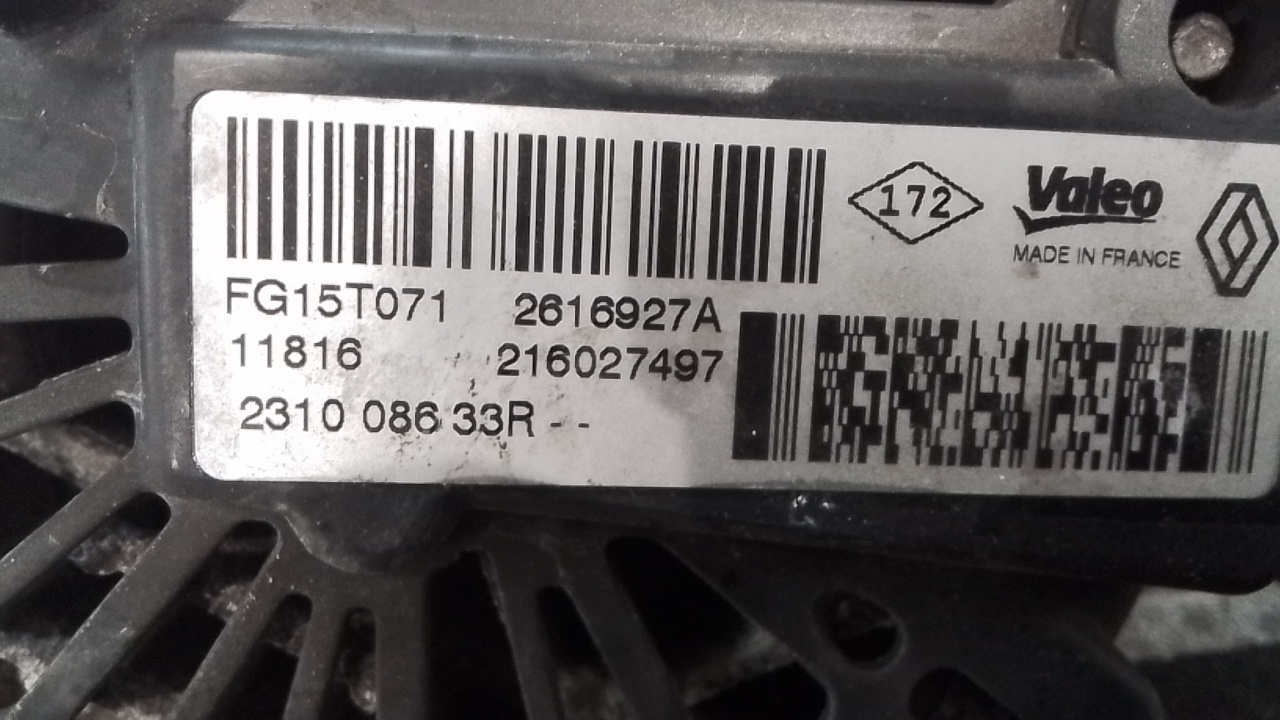 172 Valeo
MADE IN FRANCE
FG15T071 2616927A
11816 216027497
2310 086 33R - -